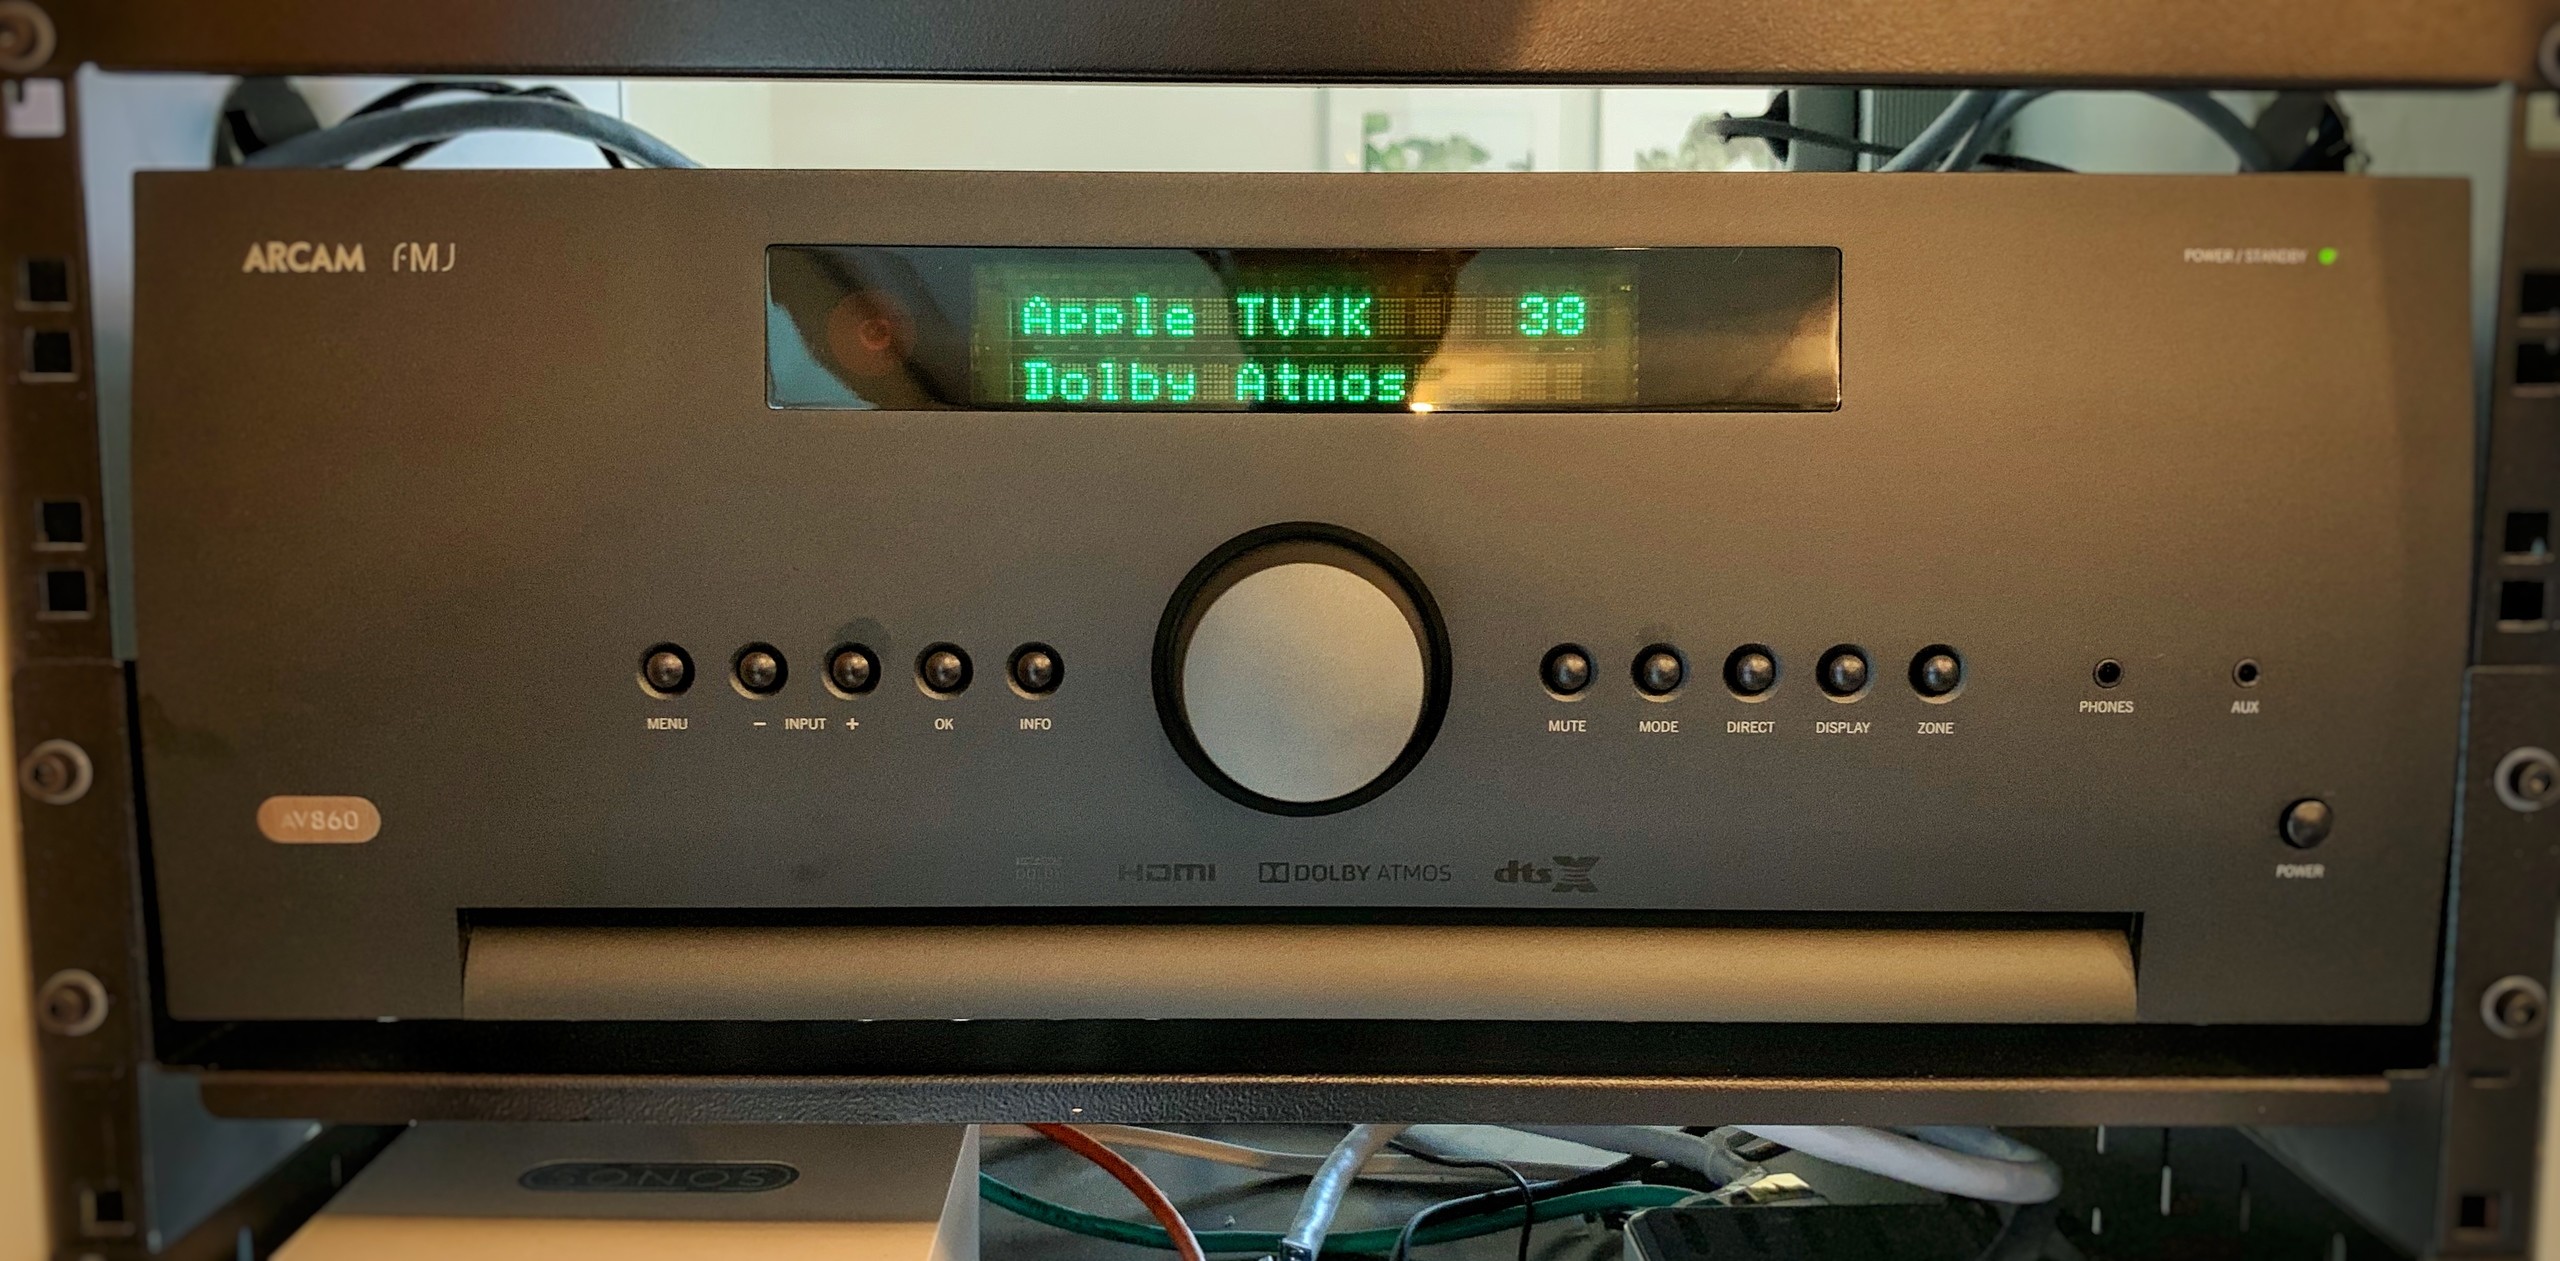 ARCAM FMJ
POWER / STANDBY
Apple TV4K 38
Dolby Atmos
MENU − INPUT + OK INFO
MUTE MODE DIRECT DISPLAY ZONE
PHONES AUX
AV860
POWER
HDMI DOLBY ATMOS dts X
SONOS